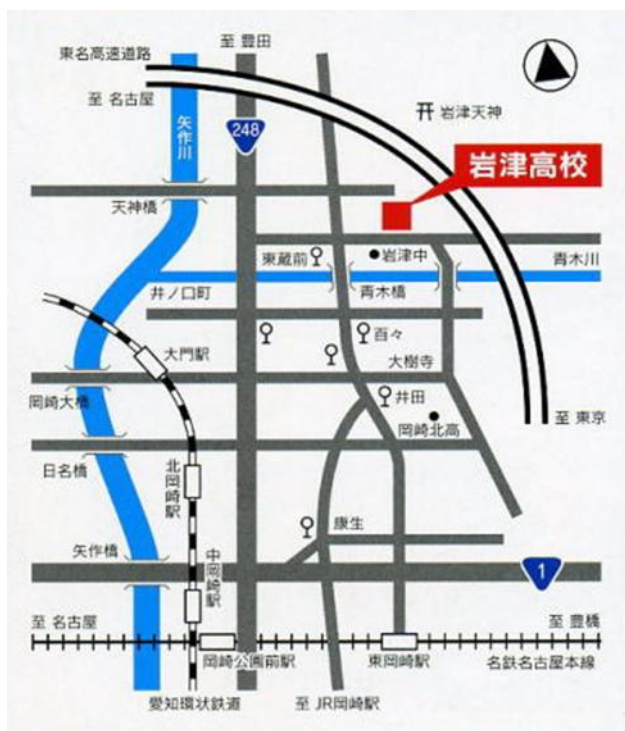 至 豊田
東名高速道路
至 名古屋
矢作川
248
岩津天神
岩津高校
天神橋
東蔵前
岩津中
青木川
井ノ口町
青木橋
百々
大門駅
大樹寺
岡崎大橋
井田
岡崎北高
至 東京
日名橋
北岡崎駅
康生
矢作橋
中岡崎駅
1
至 名古屋
至 豊橋
岡崎公園前駅
東岡崎駅
名鉄名古屋本線
愛知環状鉄道
至 JR岡崎駅